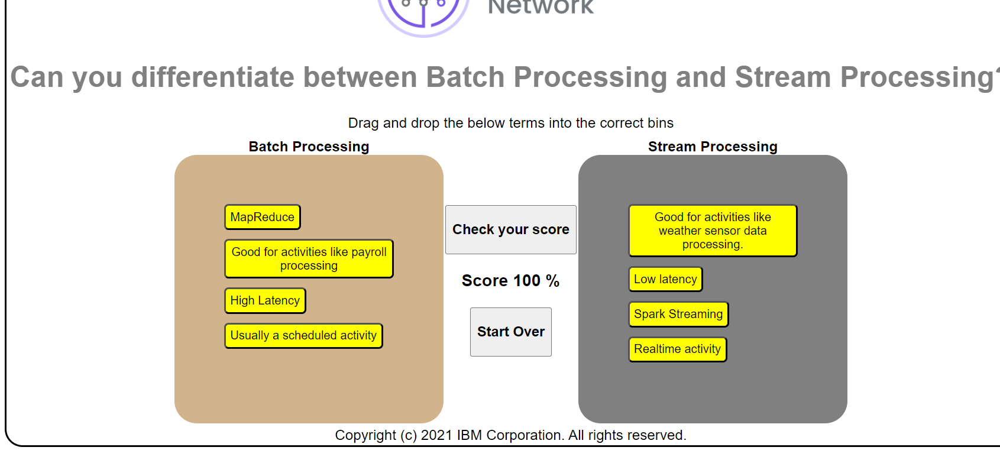 Network
Can you differentiate between Batch Processing and Stream Processing?
Drag and drop the below terms into the correct bins
Batch Processing
MapReduce
Good for activities like payroll
processing
High Latency
Usually a scheduled activity
Check your score
Score 100 %
Start Over
Stream Processing
Good for activities like
weather sensor data
processing.
Low latency
Spark Streaming
Realtime activity
Copyright (c) 2021 IBM Corporation. All rights reserved.